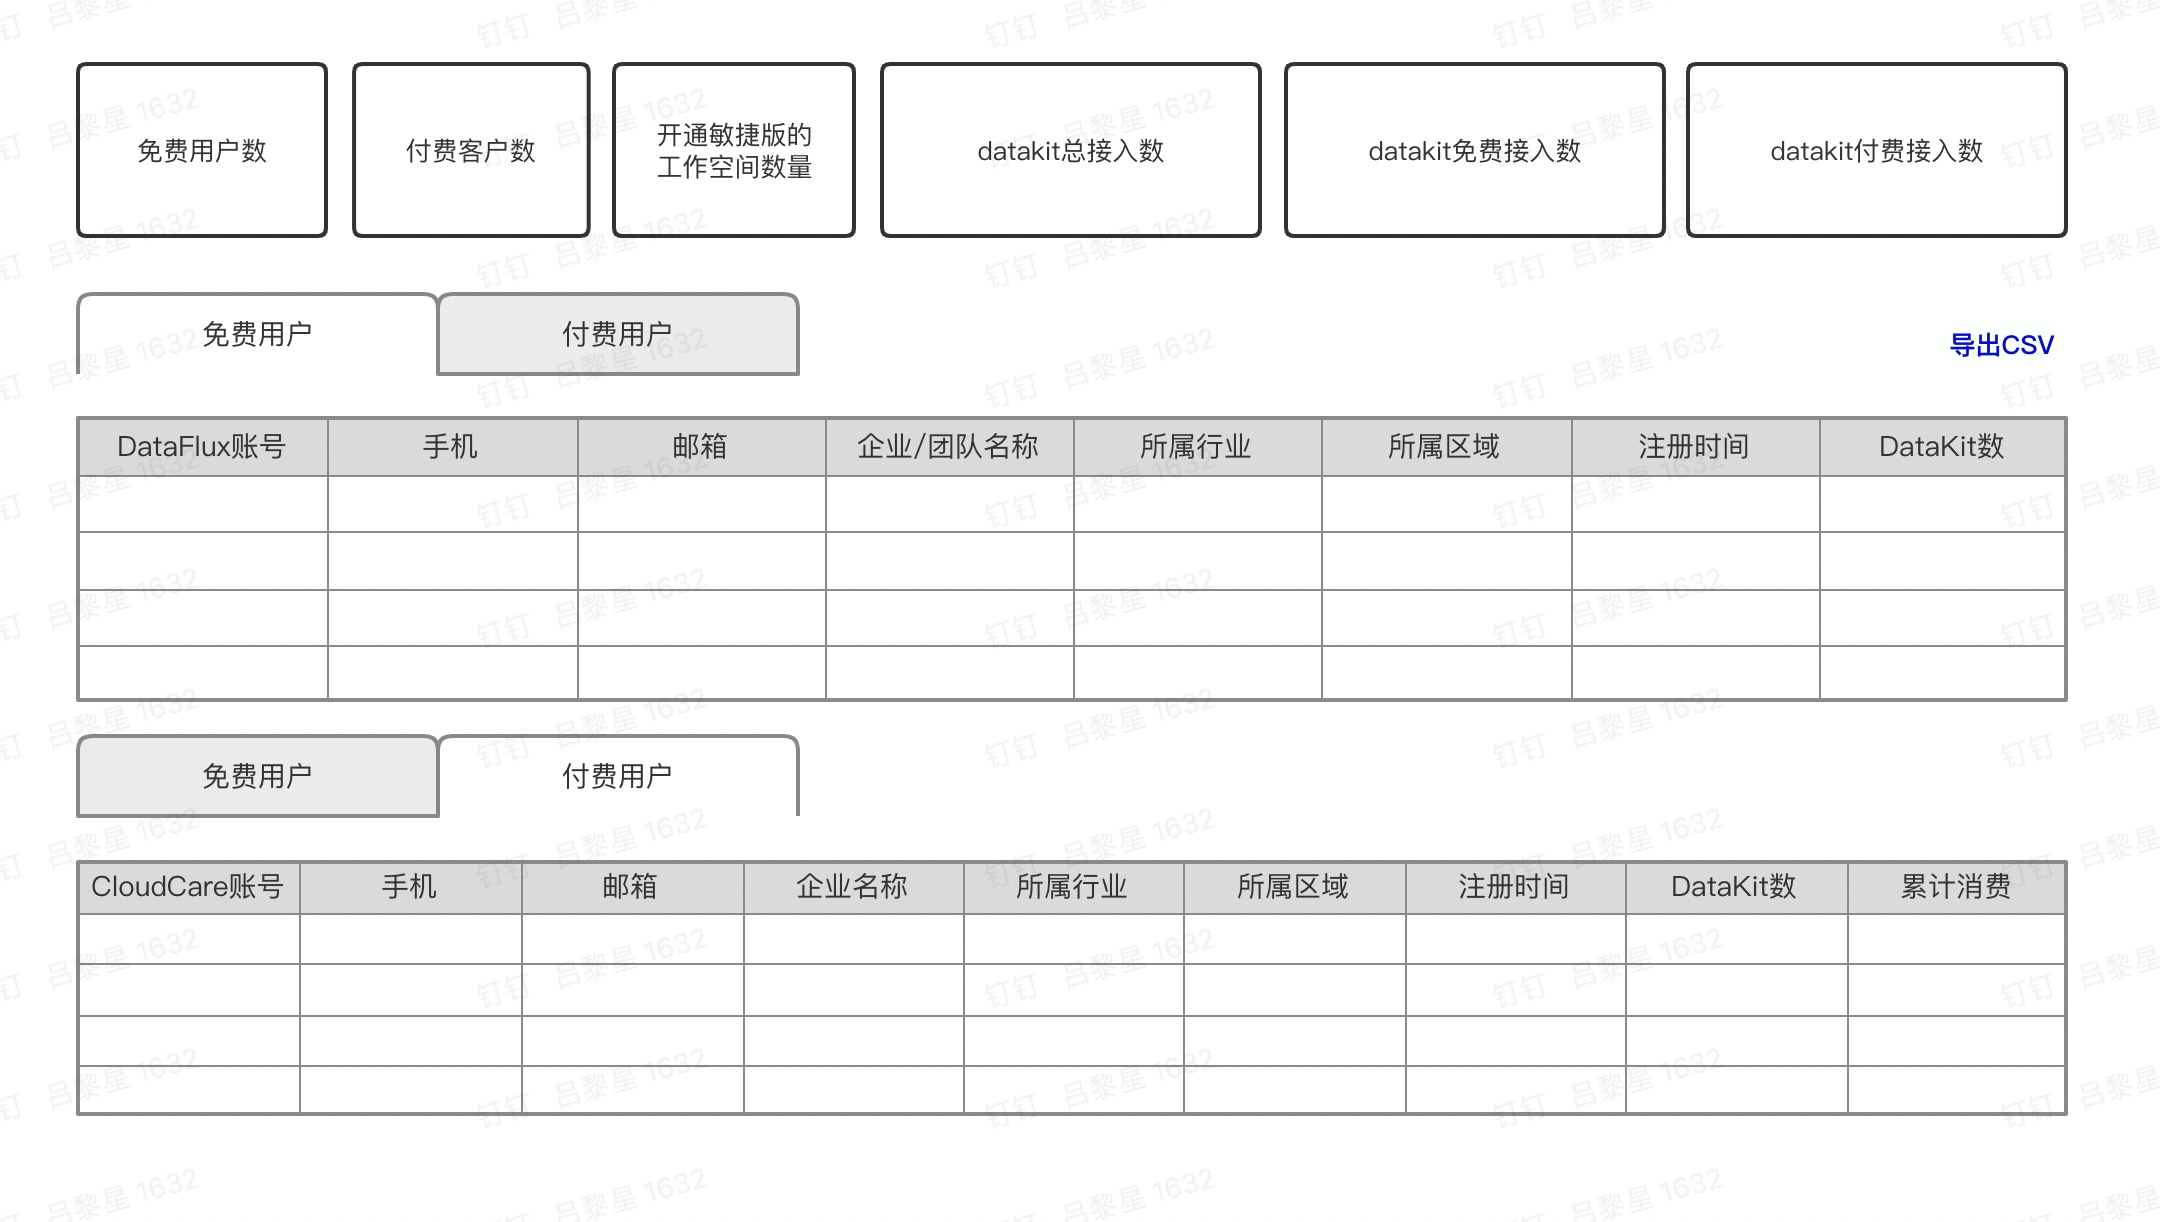 免费用户数
付费客户数
开通敏捷版的
工作空间数量
datakit总接入数
datakit免费接入数
datakit付费接入数
免费用户
付费用户
导出CSV
DataFlux账号
手机
邮箱
企业/团队名称
所属行业
所属区域
注册时间
DataKit数
免费用户
付费用户
CloudCare账号
手机
邮箱
企业名称
所属行业
所属区域
注册时间
DataKit数
累计消费
钉钉 吕黎星 1632